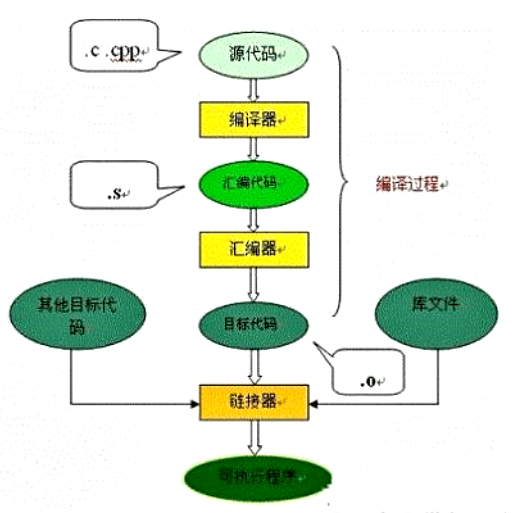 .c .cpp
源代码
编译器
.s
汇编代码
编译过程
汇编器
其他目标代
码
目标代码
库文件
.o
链接器
可执行程序